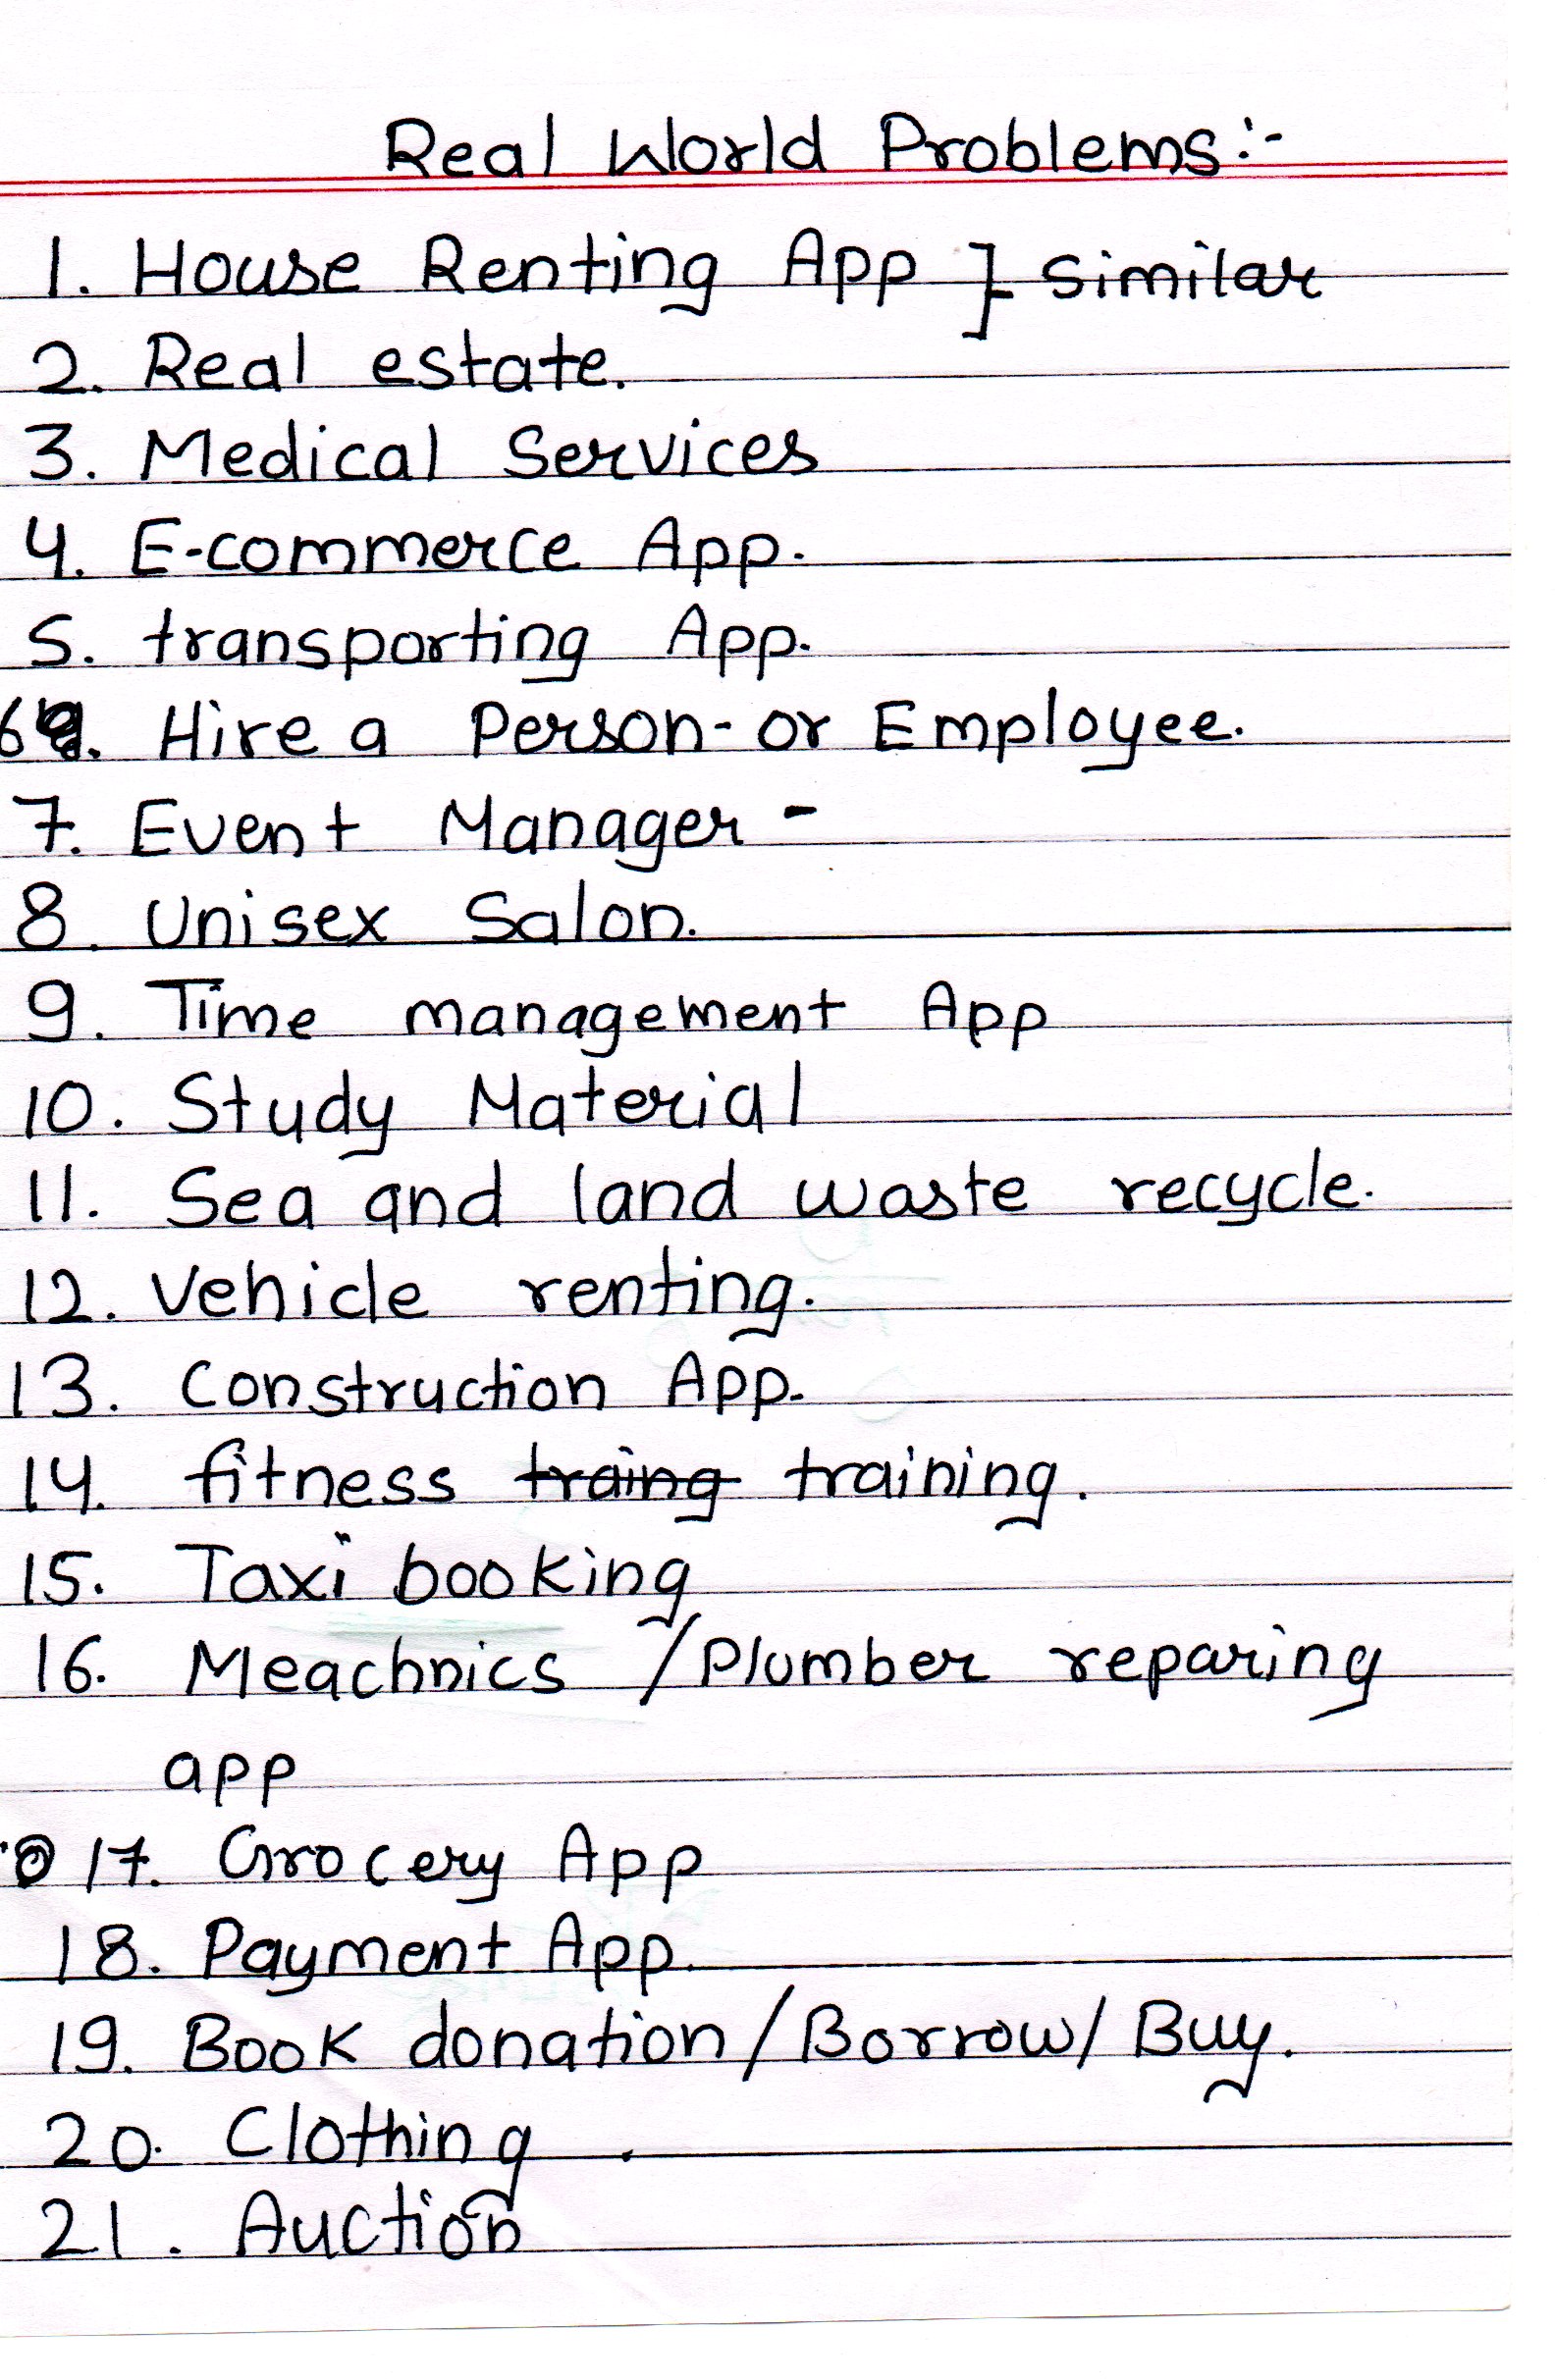 Real World Problems:-
1. House Renting App ] Similar
2. Real estate.
3. Medical Services
4. E-commerce App.
5. transporting App.
6. Hire a Person- or Employee.
7. Event Manager -
8. Unisex Salon.
9. Time management App
10. Study Material
11. Sea and land waste recycle.
12. Vehicle renting.
13. Construction App.
14. fitness traing training.
15. Taxi booking
16. Meachnics / Plumber reparing
app
17. Grocery App
18. Payment App.
19. Book donation/Borrow/Buy.
20. Clothing .
21. Auction